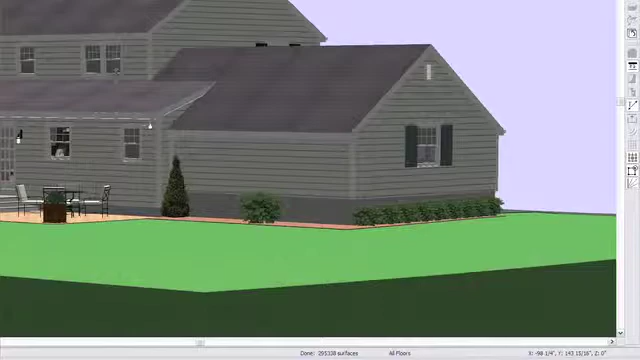 Done: 295338 surfaces
All Floors
X: -98 1/4", Y: 143 15/16", Z: 0"